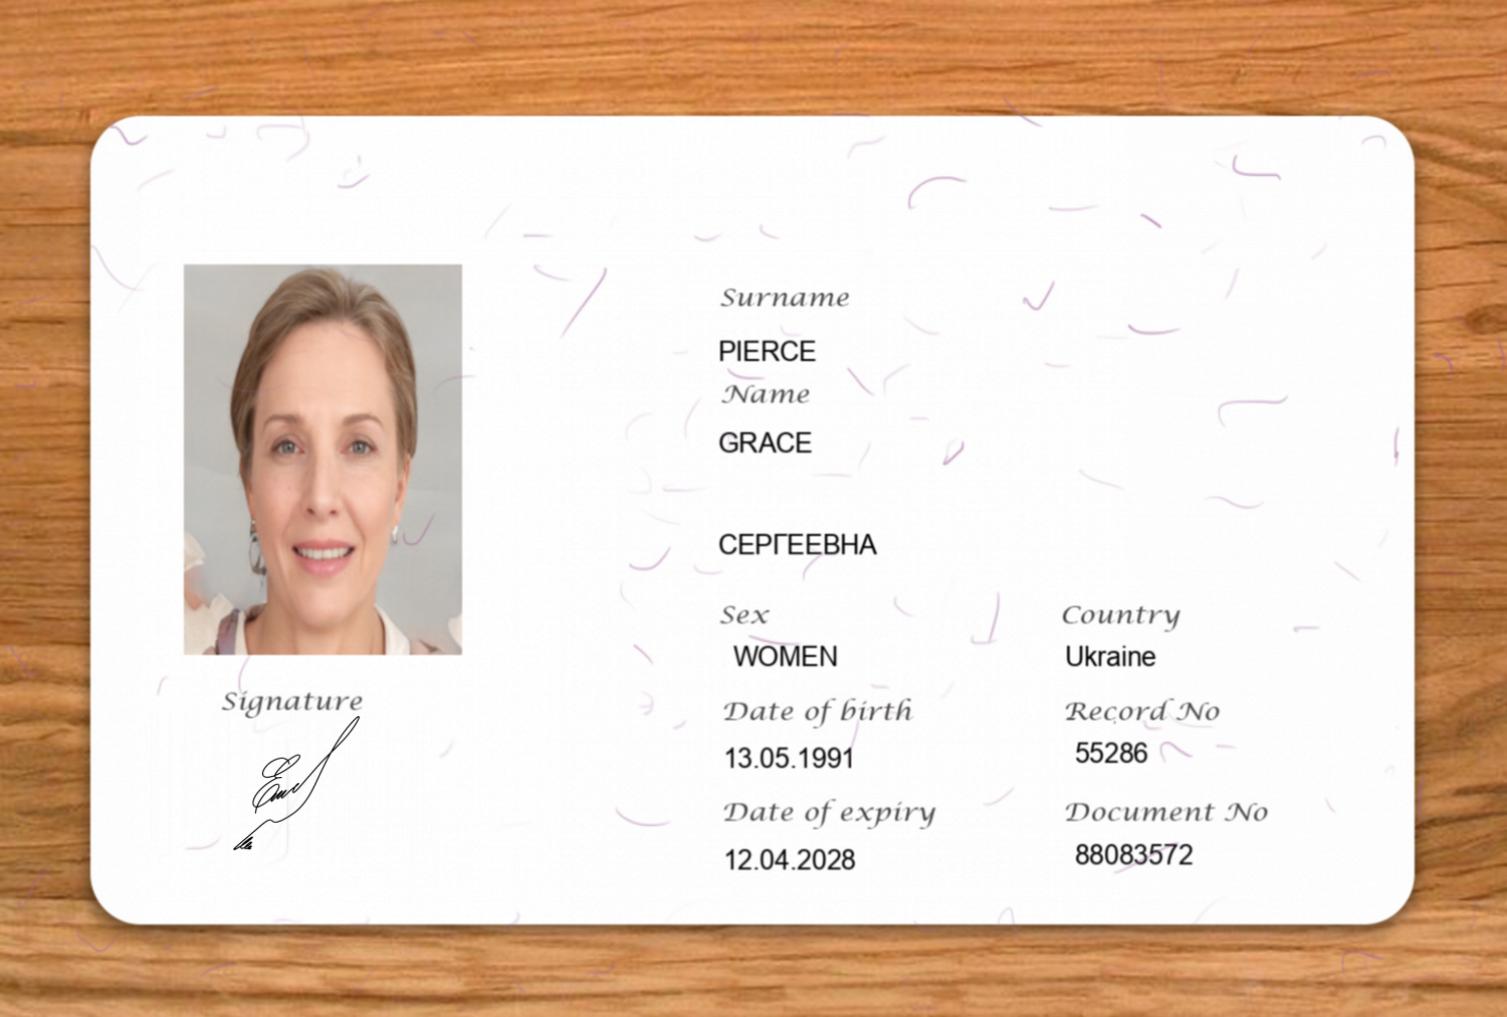 Surname
PIERCE
Name
GRACE
СЕРГЕЕВНА
Sex
WOMEN
Country
Ukraine
Date of birth
13.05.1991
Record No
55286
Date of expiry
12.04.2028
Document No
88083572
Signature